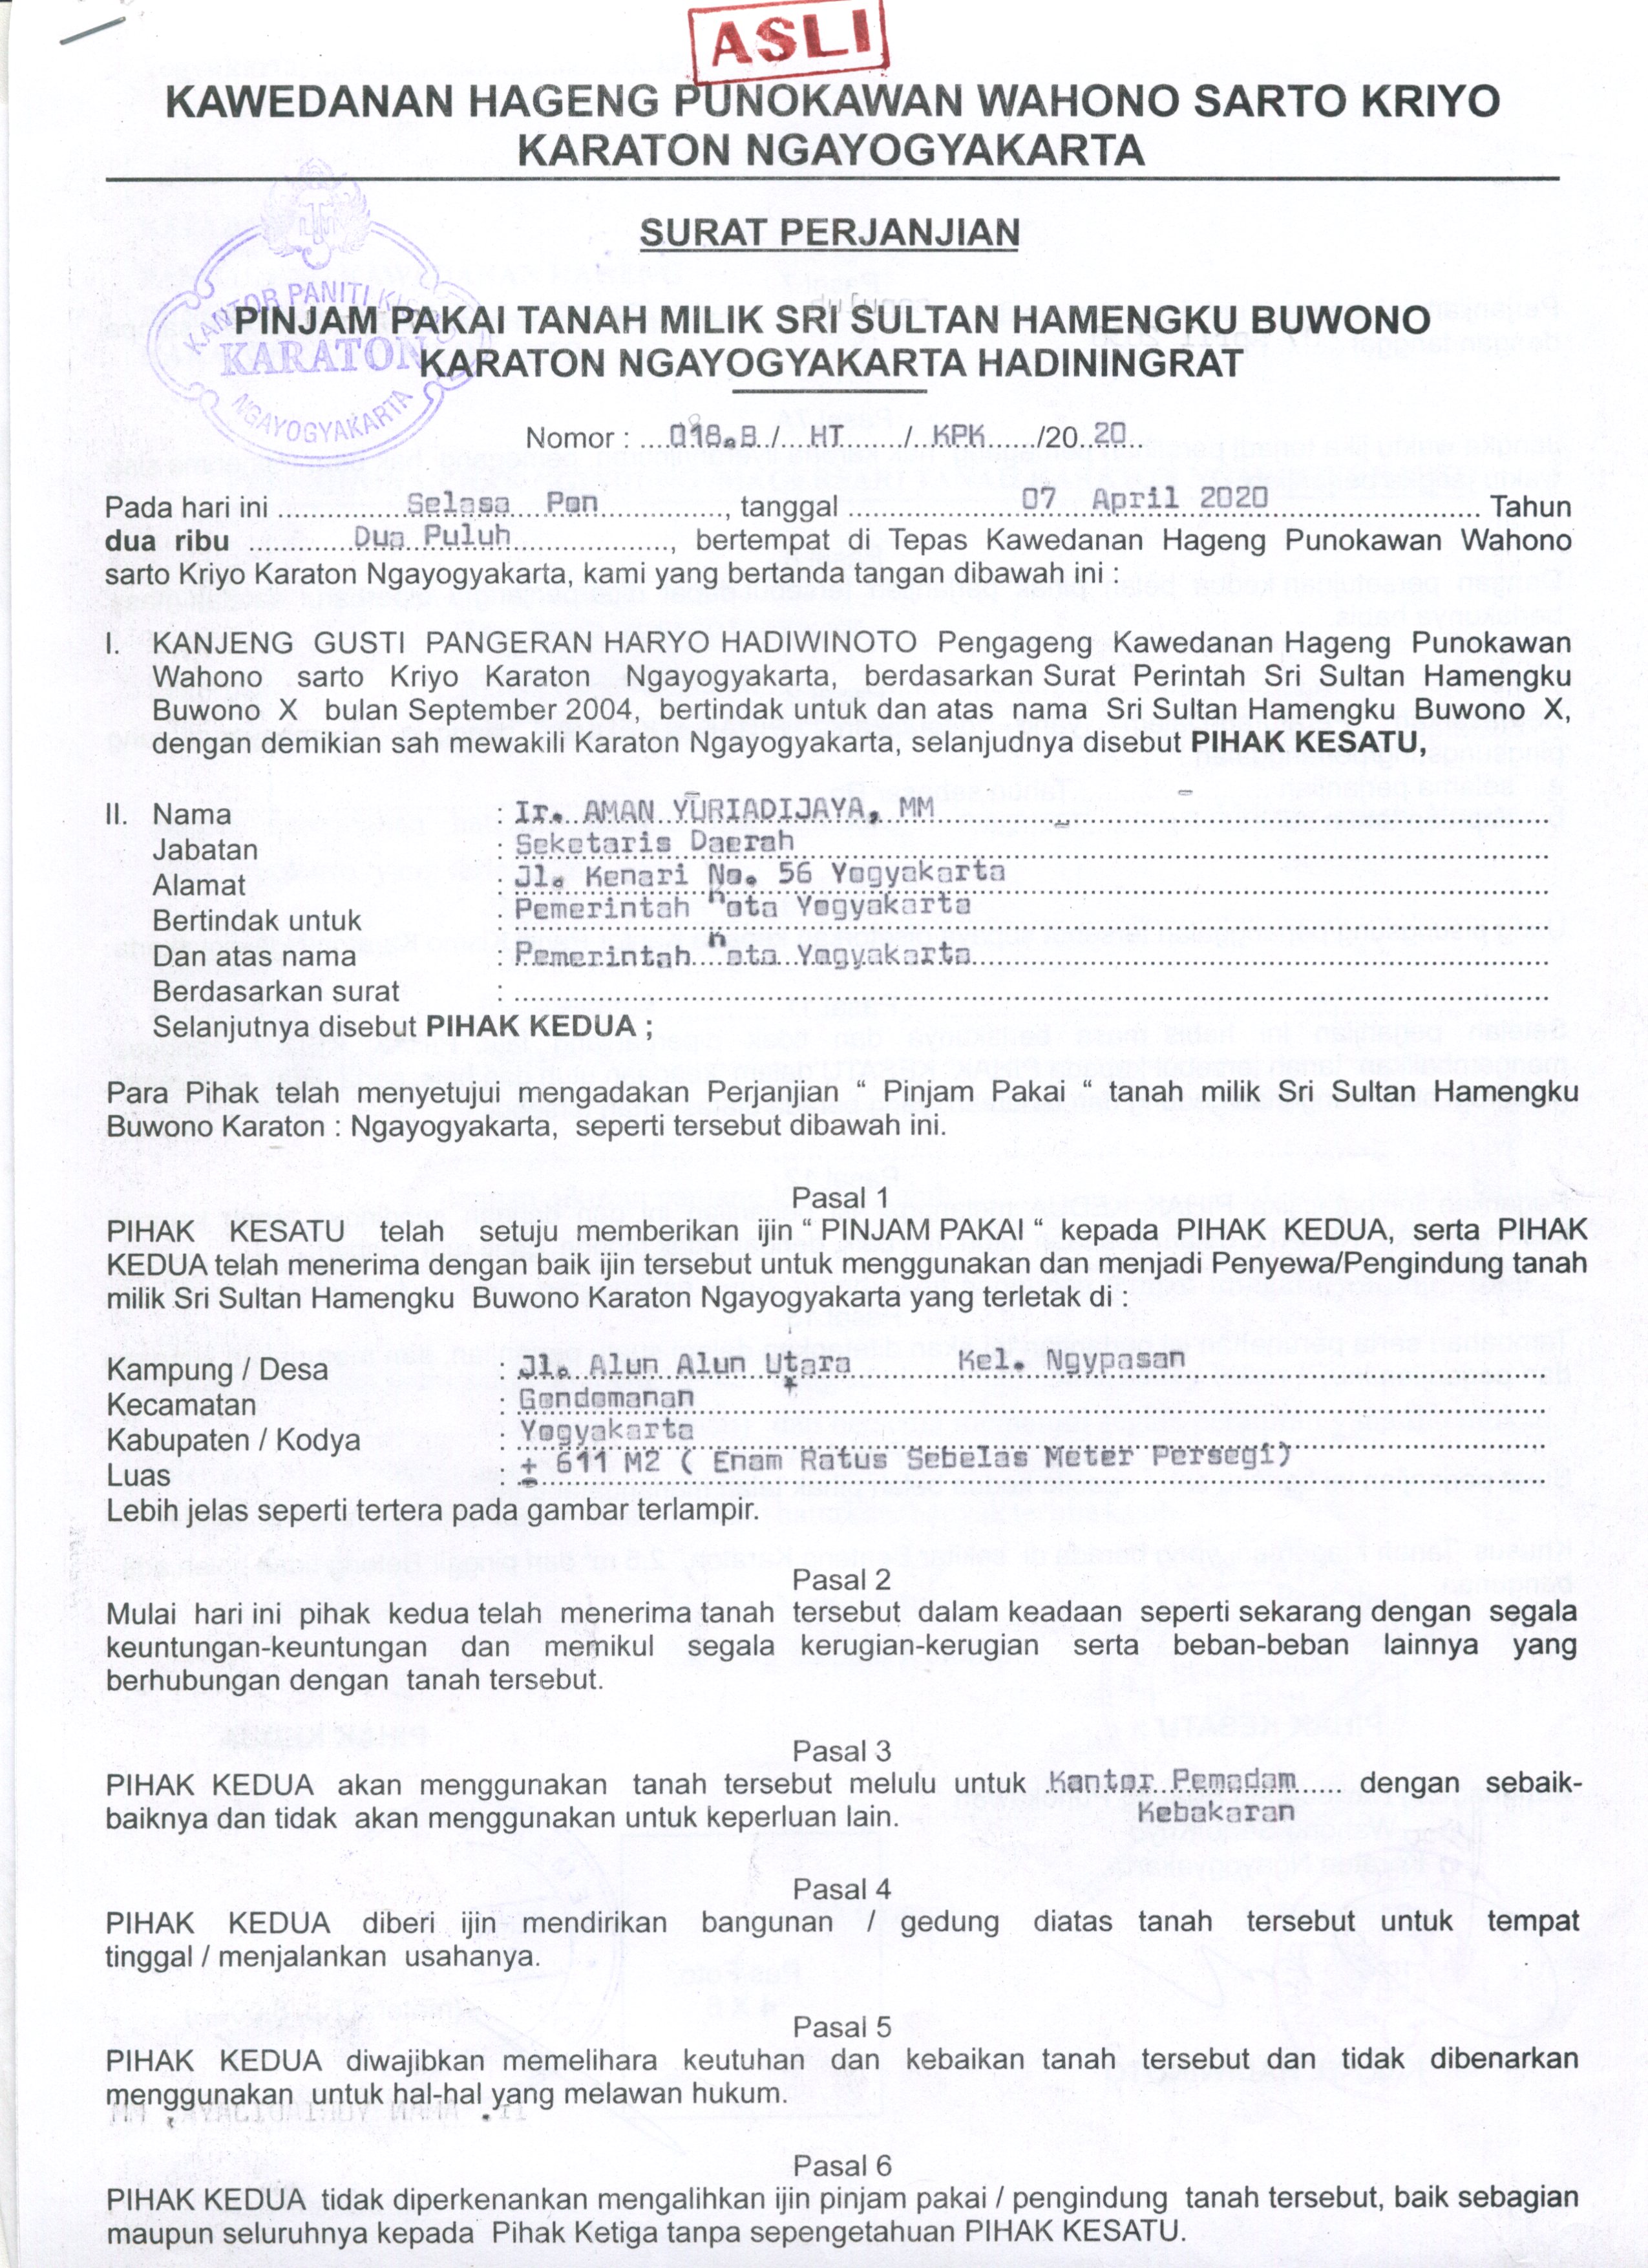 ASLI
KAWEDANAN HAGENG PUNOKAWAN WAHONO SARTO KRIYO
KARATON NGAYOGYAKARTA
SURAT PERJANJIAN
KANTOR PANITI
KARATON
NGAYOGYAKARTA
PINJAM PAKAI TANAH MILIK SRI SULTAN HAMENGKU BUWONO
KARATON NGAYOGYAKARTA HADININGRAT
Nomor : ...018.B./...HT......./..KPK....../20..20..
Pada hari ini ..............Selasa Pon.............., tanggal ....................07 April 2020.......................... Tahun
dua ribu ............Dua Puluh..................., bertempat di Tepas Kawedanan Hageng Punokawan Wahono
sarto Kriyo Karaton Ngayogyakarta, kami yang bertanda tangan dibawah ini :
I. KANJENG GUSTI PANGERAN HARYO HADIWINOTO Pengageng Kawedanan Hageng Punokawan
Wahono sarto Kriyo Karaton Ngayogyakarta, berdasarkan Surat Perintah Sri Sultan Hamengku
Buwono X bulan September 2004, bertindak untuk dan atas nama Sri Sultan Hamengku Buwono X,
dengan demikian sah mewakili Karaton Ngayogyakarta, selanjudnya disebut PIHAK KESATU,
II. Nama : Ir. AMAN YURIADIJAYA, MM
Jabatan : Seketaris Daerah
Alamat : Jl. Kenari No. 56 Yogyakarta
Bertindak untuk : Pemerintah Kota Yogyakarta
Dan atas nama : Pemerintah Kota Yogyakarta
Berdasarkan surat : ..............................................................
Selanjutnya disebut PIHAK KEDUA ;
Para Pihak telah menyetujui mengadakan Perjanjian “ Pinjam Pakai “ tanah milik Sri Sultan Hamengku
Buwono Karaton : Ngayogyakarta, seperti tersebut dibawah ini.
Pasal 1
PIHAK KESATU telah setuju memberikan ijin “ PINJAM PAKAI “ kepada PIHAK KEDUA, serta PIHAK
KEDUA telah menerima dengan baik ijin tersebut untuk menggunakan dan menjadi Penyewa/Pengindung tanah
milik Sri Sultan Hamengku Buwono Karaton Ngayogyakarta yang terletak di :
Kampung / Desa : Jl. Alun Alun Utara Kel. Ngypasan
Kecamatan : Gondomanan
Kabupaten / Kodya : Yogyakarta
Luas : ± 611 M2 ( Enam Ratus Sebelas Meter Persegi)
Lebih jelas seperti tertera pada gambar terlampir.
Pasal 2
Mulai hari ini pihak kedua telah menerima tanah tersebut dalam keadaan seperti sekarang dengan segala
keuntungan-keuntungan dan memikul segala kerugian-kerugian serta beban-beban lainnya yang
berhubungan dengan tanah tersebut.
Pasal 3
PIHAK KEDUA akan menggunakan tanah tersebut melulu untuk .Kantor Pemadam..... dengan sebaik-
baiknya dan tidak akan menggunakan untuk keperluan lain. Kebakaran
Pasal 4
PIHAK KEDUA diberi ijin mendirikan bangunan / gedung diatas tanah tersebut untuk tempat
tinggal / menjalankan usahanya.
Pasal 5
PIHAK KEDUA diwajibkan memelihara keutuhan dan kebaikan tanah tersebut dan tidak dibenarkan
menggunakan untuk hal-hal yang melawan hukum.
Pasal 6
PIHAK KEDUA tidak diperkenankan mengalihkan ijin pinjam pakai / pengindung tanah tersebut, baik sebagian
maupun seluruhnya kepada Pihak Ketiga tanpa sepengetahuan PIHAK KESATU.